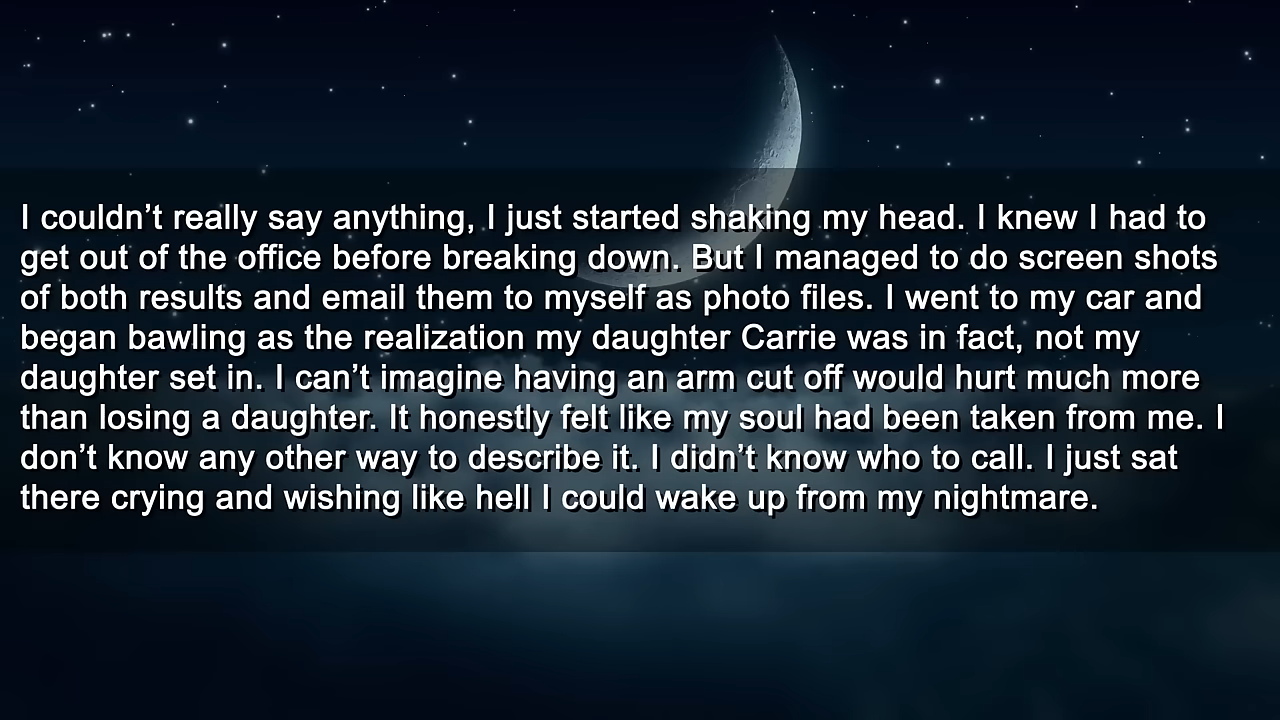 I couldn’t really say anything, I just started shaking my head. I knew I had to
get out of the office before breaking down. But I managed to do screen shots
of both results and email them to myself as photo files. I went to my car and
began bawling as the realization my daughter Carrie was in fact, not my
daughter set in. I can’t imagine having an arm cut off would hurt much more
than losing a daughter. It honestly felt like my soul had been taken from me. I
don’t know any other way to describe it. I didn’t know who to call. I just sat
there crying and wishing like hell I could wake up from my nightmare.